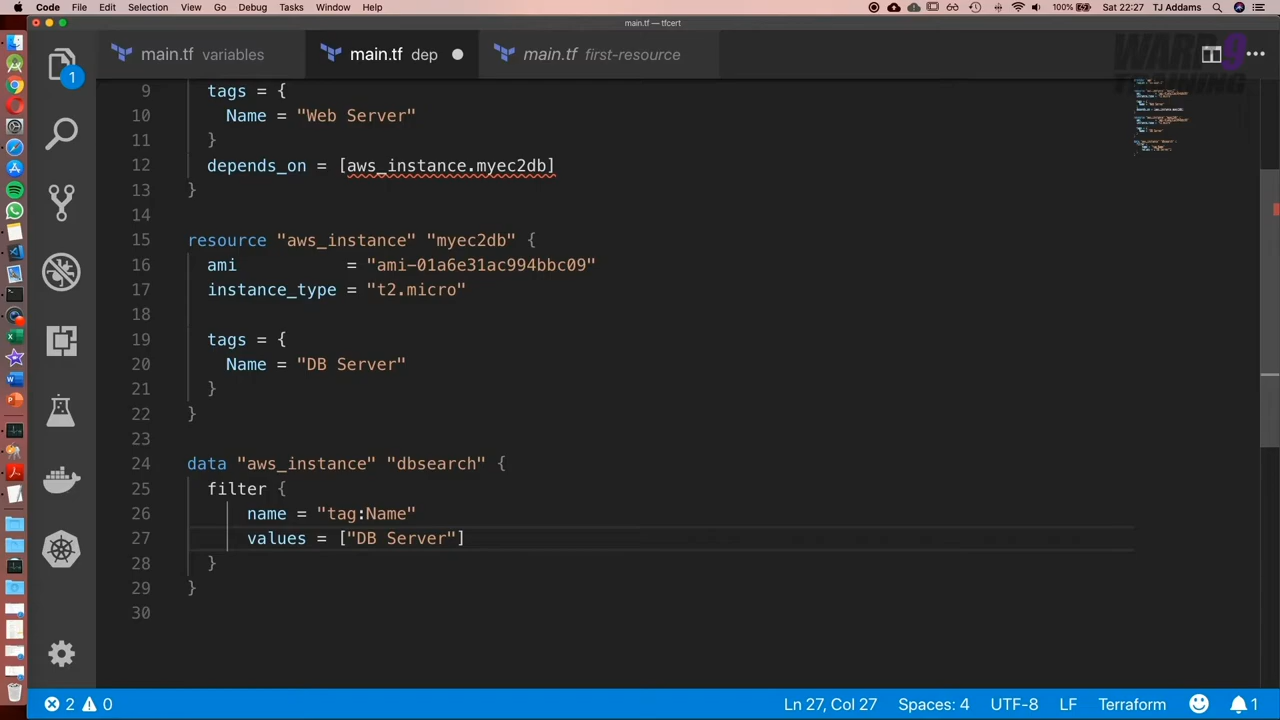 Code File Edit Selection View Go Debug Tasks Window Help 100% Sat 22:27 TJ Addams
main.tf — tfcert
main.tf variables main.tf dep main.tf first-resource
WARD 9
TRAINING
1
9 tags = {
10 Name = "Web Server"
11 }
12 depends_on = [aws_instance.myec2db]
13 }
14
15 resource "aws_instance" "myec2db" {
16 ami = "ami-01a6e31ac994bbc09"
17 instance_type = "t2.micro"
18
19 tags = {
20 Name = "DB Server"
21 }
22 }
23
24 data "aws_instance" "dbsearch" {
25 filter {
26 name = "tag:Name"
27 values = ["DB Server"]
28 }
29 }
30
2 0 Ln 27, Col 27 Spaces: 4 UTF-8 LF Terraform 1